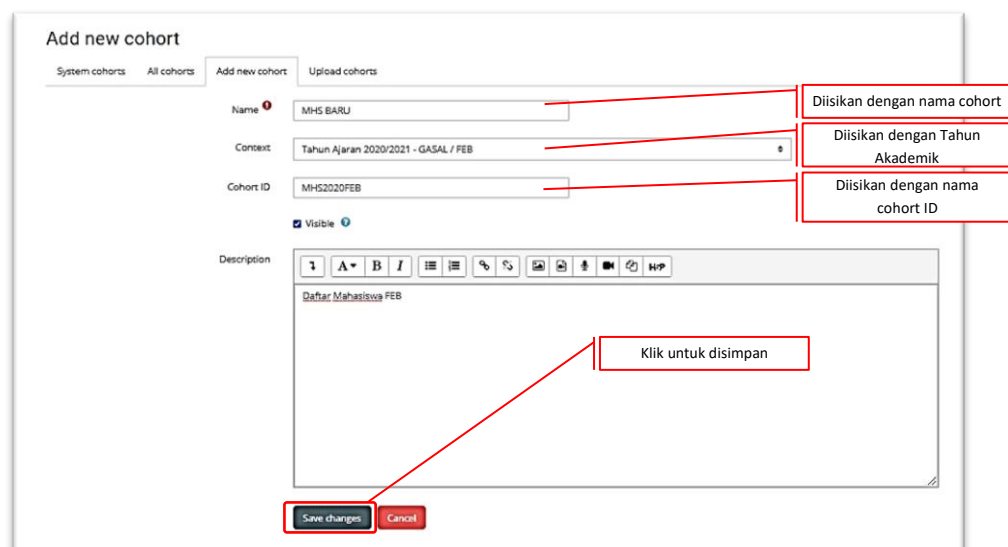 Add new cohort
System cohorts All cohorts Add new cohort Upload cohorts
Name MHS BARU
Diisikan dengan nama cohort
Context Tahun Ajaran 2020/2021 - GASAL / FEB
Diisikan dengan Tahun
Akademik
Cohort ID MHS2020FEB
Diisikan dengan nama
cohort ID
Visible
Description
A B I H-P
Daftar Mahasiswa FEB
Klik untuk disimpan
Save changes Cancel